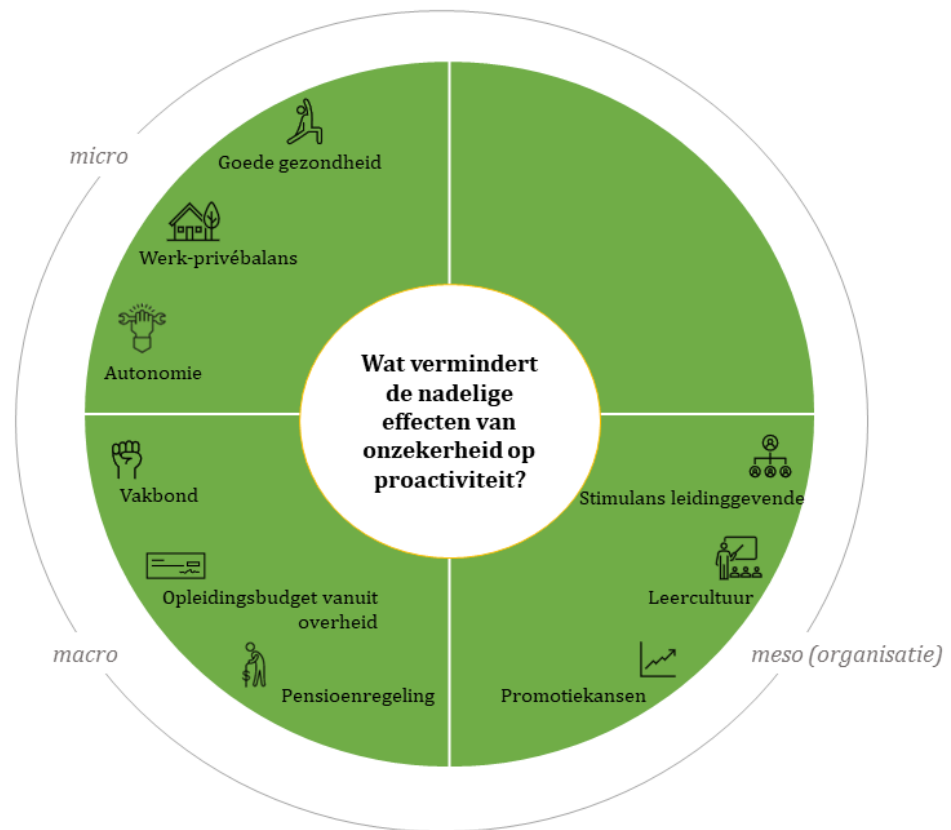 micro
Goede gezondheid
Werk-privébalans
Autonomie
Wat vermindert
de nadelige
effecten van
onzekerheid op
proactiviteit?
Vakbond
Opleidingsbudget vanuit
overheid
Pensioenregeling
macro
Stimulans leidinggevende
Leercultuur
Promotiekansen
meso (organisatie)